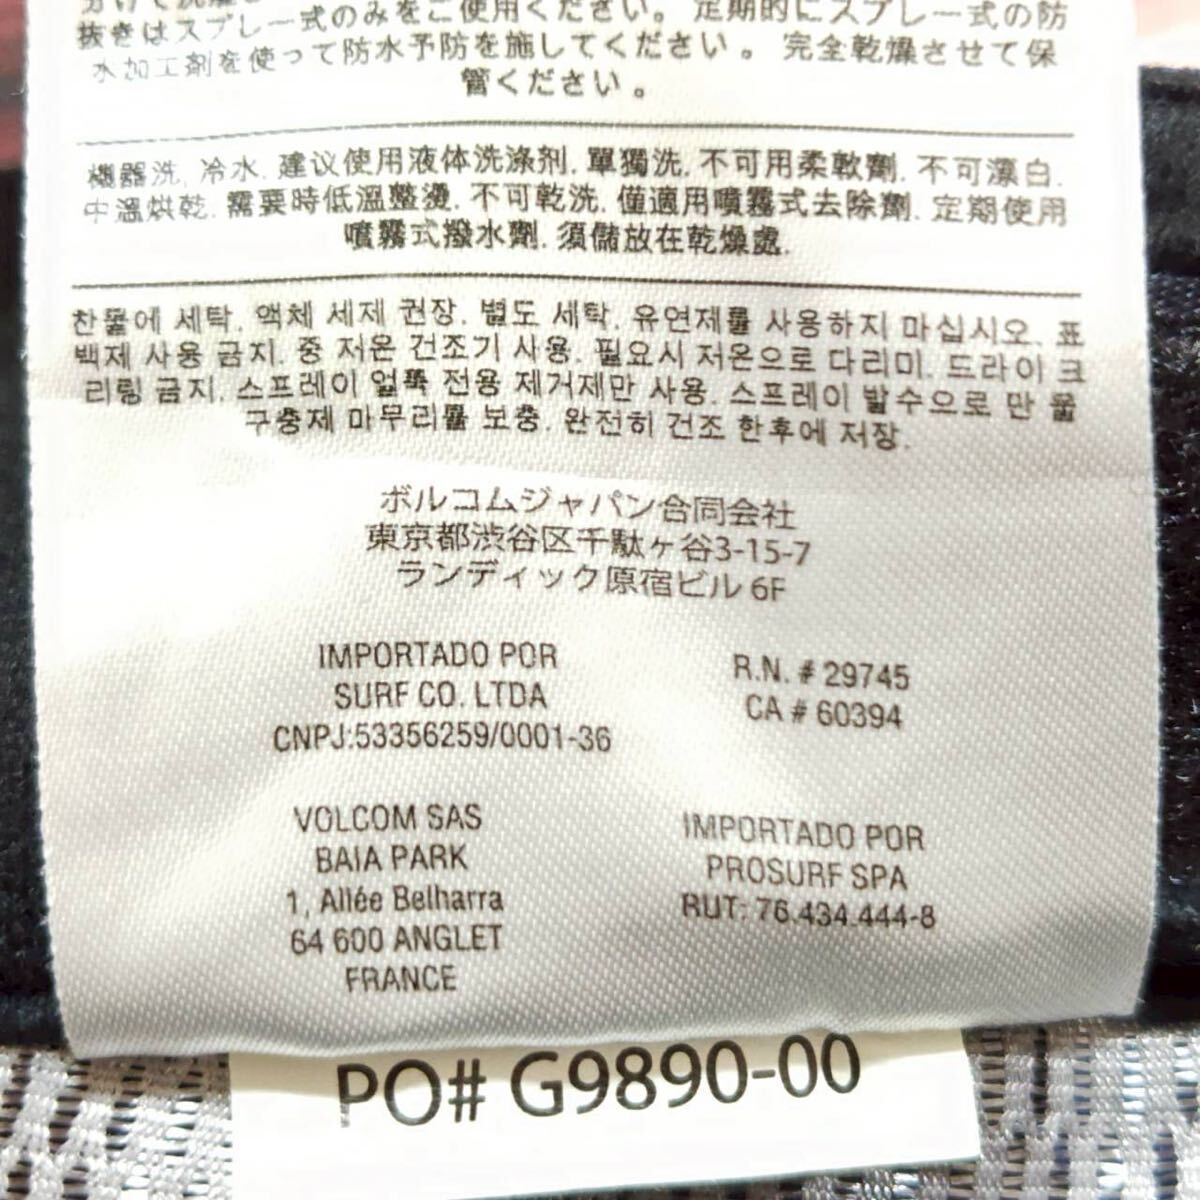 抜きはスプレー式のみをご使用ください。 定期的にスプレー式の防
水加工剤を使って防水予防を施してください 。 完全乾燥させて保
管ください 。
機器洗, 冷水. 建议使用液体洗涤剂. 單獨洗. 不可用柔軟劑. 不可漂白.
中溫烘乾. 需要時低溫整燙. 不可乾洗. 僅適用噴霧式去除劑. 定期使用
噴霧式撥水劑. 須儲放在乾燥處.
찬물에 세탁. 액체 세제 권장. 별도 세탁. 유연제를 사용하지 마십시오. 표
백제 사용 금지. 중 저온 건조기 사용. 필요시 저온으로 다리미. 드라이 크
리링 금지. 스프레이 얼룩 전용 제거제만 사용. 스프레이 발수으로 만 물
구충제 마무리를 보충. 완전히 건조 한후에 저장.
ボルコムジャパン合同会社
東京都渋谷区千駄ヶ谷3-15-7
ランディック原宿ビル 6F
IMPORTADO POR
SURF CO. LTDA
CNPJ:53356259/0001-36
R.N. # 29745
CA # 60394
VOLCOM SAS
BAIA PARK
1, Allée Belharra
64 600 ANGLET
FRANCE
IMPORTADO POR
PROSURF SPA
RUT: 76.434.444-8
PO# G9890-00